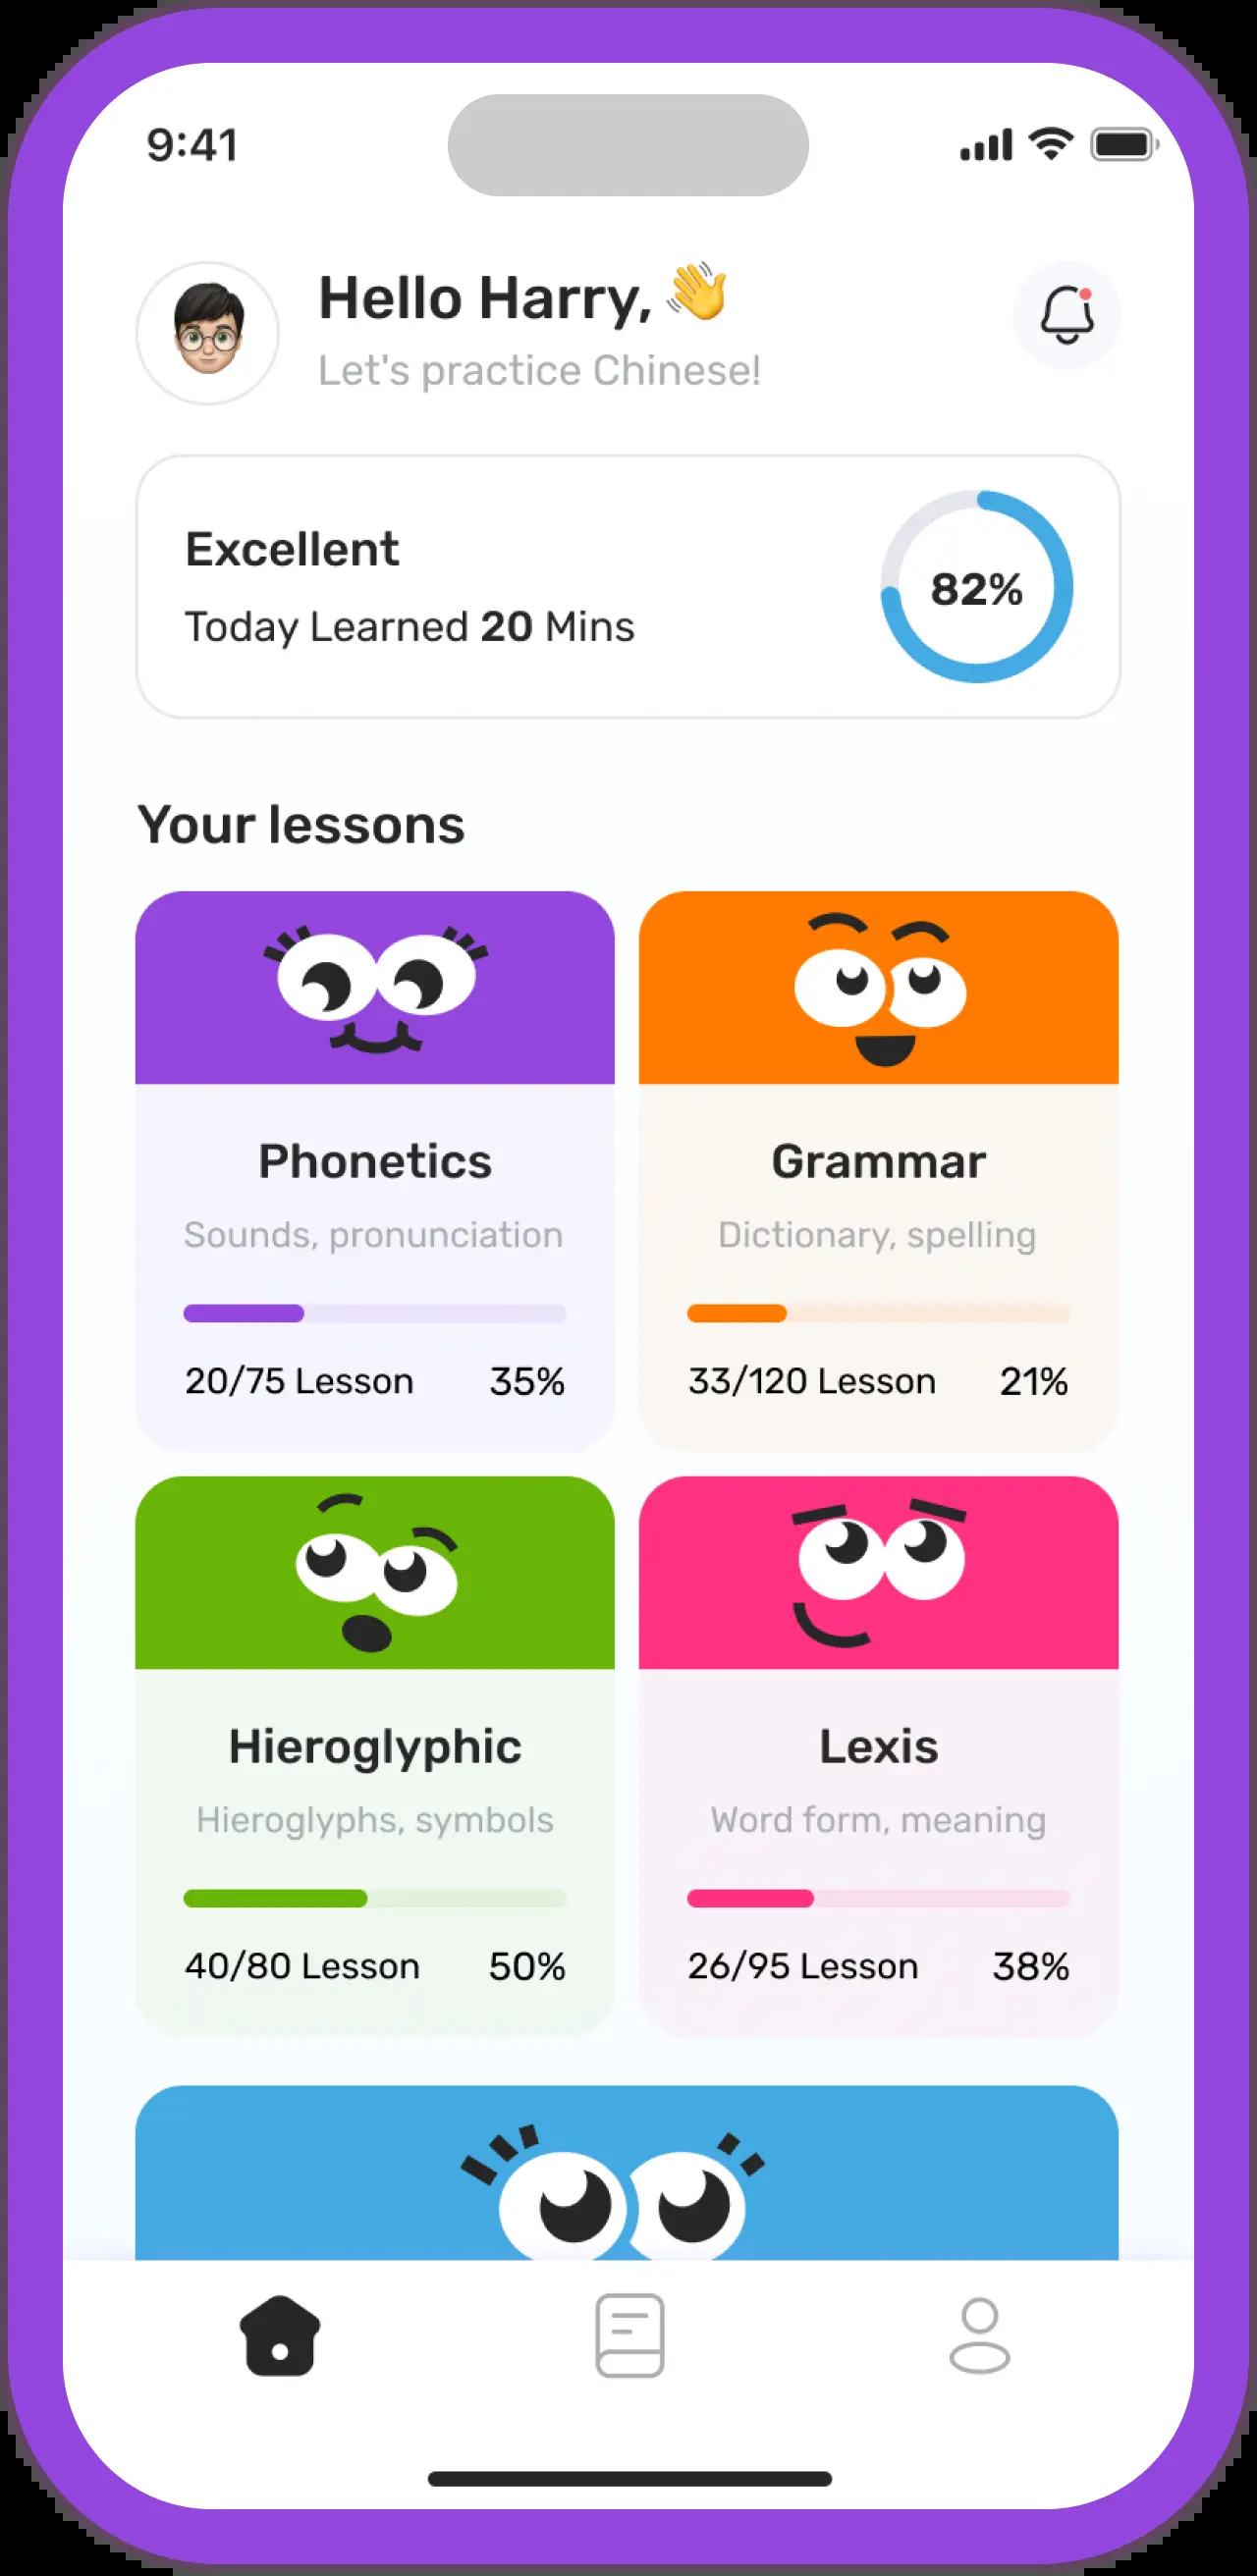 9:41
Hello Harry, 👋
Let's practice Chinese!
Excellent
Today Learned 20 Mins
82%
Your lessons
Phonetics
Sounds, pronunciation
20/75 Lesson 35%
Grammar
Dictionary, spelling
33/120 Lesson 21%
Hieroglyphic
Hieroglyphs, symbols
40/80 Lesson 50%
Lexis
Word form, meaning
26/95 Lesson 38%